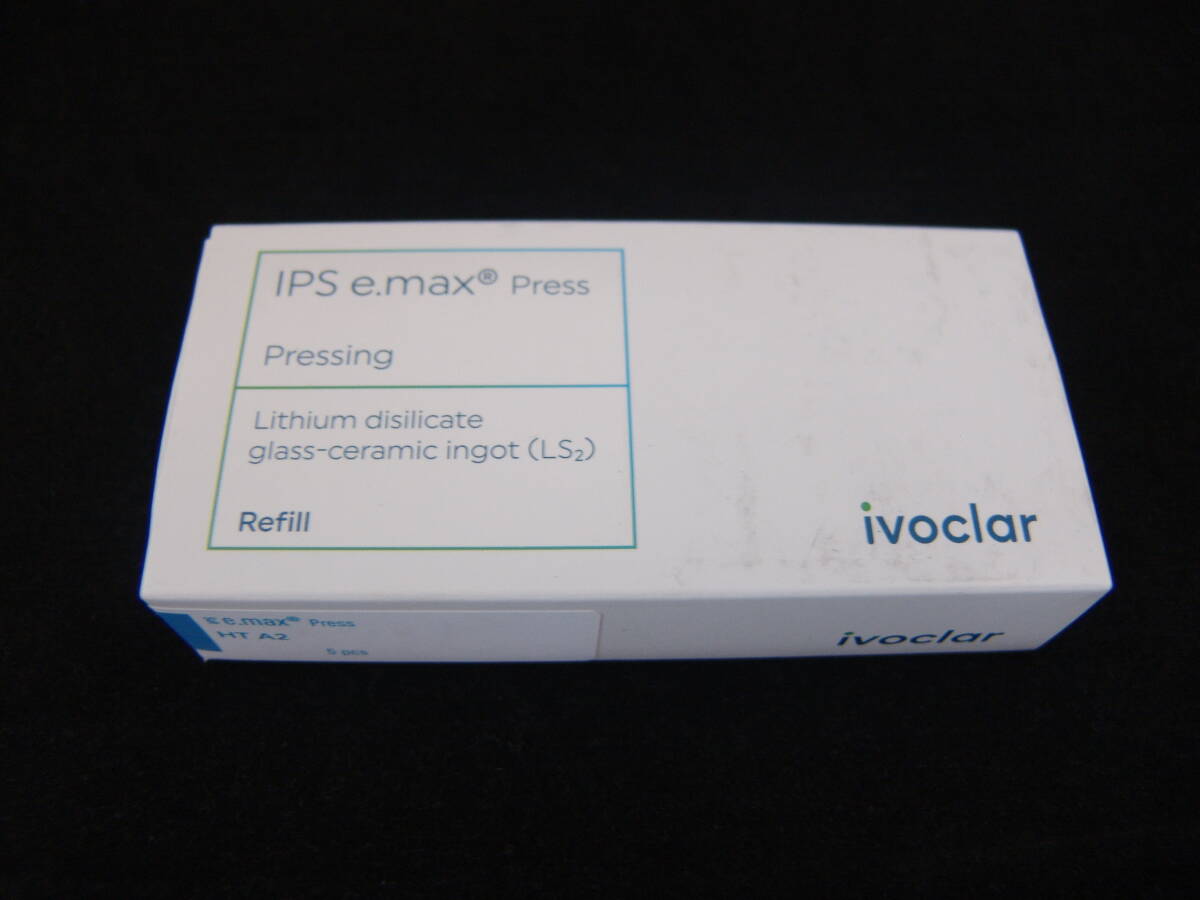 IPS e.max® Press
Pressing
Lithium disilicate
glass-ceramic ingot (LS₂)
Refill
ivoclar
e.max® Press
HT A2
5 pcs
ivoclar